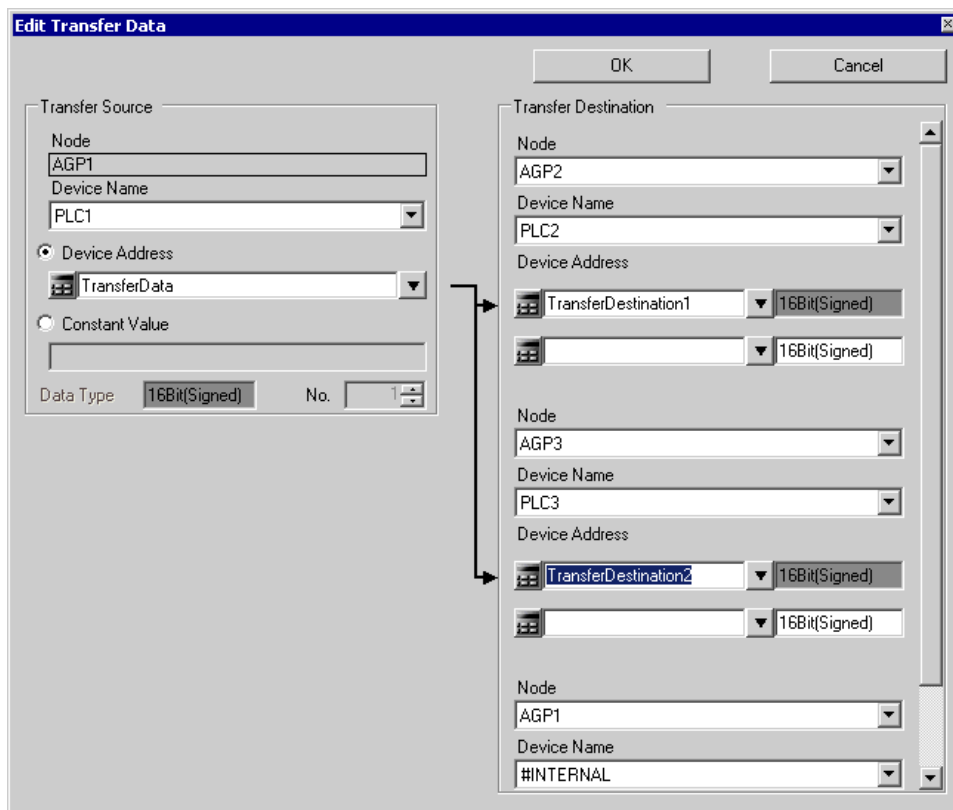 Edit Transfer Data
OK
Cancel
Transfer Source
Node
AGP1
Device Name
PLC1
Device Address
TransferData
Constant Value
Data Type
16Bit(Signed)
No.
1
Transfer Destination
Node
AGP2
Device Name
PLC2
Device Address
TransferDestination1
16Bit(Signed)
16Bit(Signed)
Node
AGP3
Device Name
PLC3
Device Address
TransferDestination2
16Bit(Signed)
16Bit(Signed)
Node
AGP1
Device Name
#INTERNAL